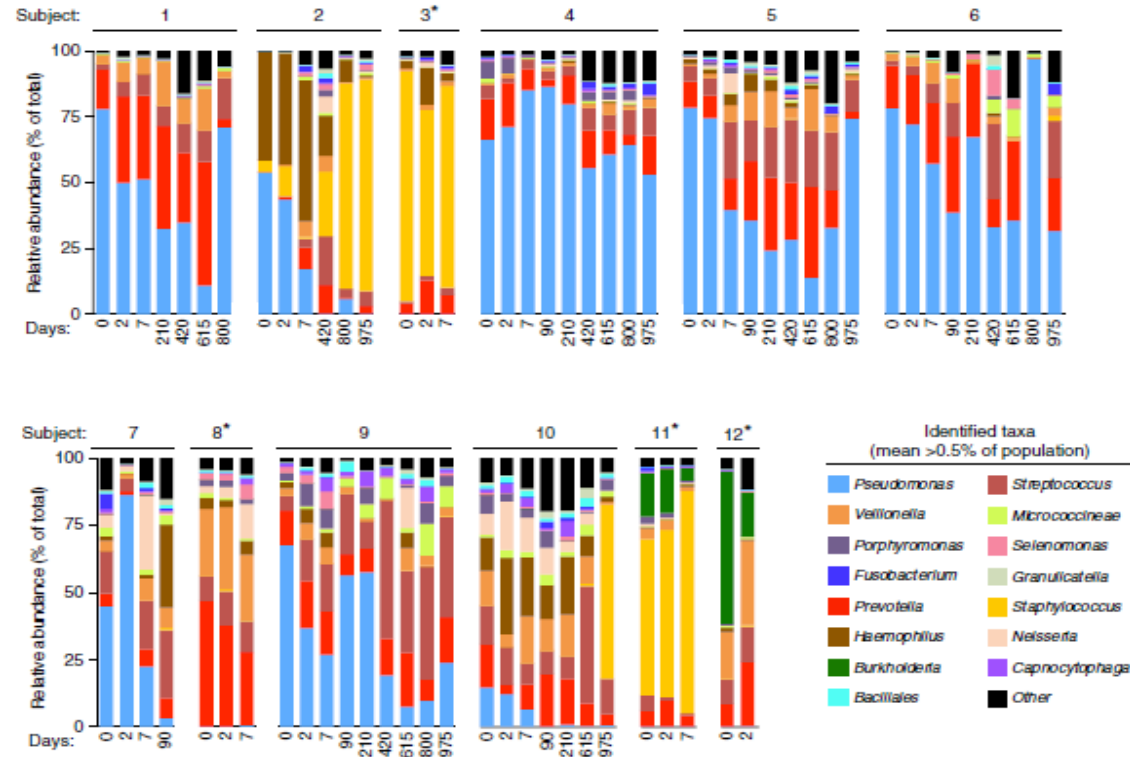 Subject: 1 2 3* 4 5 6
Relative abundance (% of total)
100
75
50
25
0
Days: 0 2 7 210 420 615 800 0 2 7 420 800 975 0 2 7 0 2 7 90 210 420 615 800 975 0 2 7 90 210 420 615 800 975 0 2 7 90 210 420 615 800 975
Subject: 7 8* 9 10 11* 12*
Relative abundance (% of total)
100
75
50
25
0
Days: 0 2 7 90 0 2 7 0 2 7 90 210 420 615 800 975 0 2 7 90 210 615 975 0 2 7 0 2
Identified taxa
(mean >0.5% of population)
Pseudomonas Streptococcus
Veillonella Micrococcineae
Porphyromonas Selenomonas
Fusobacterium Granulicatella
Prevotella Staphylococcus
Haemophilus Neisseria
Burkholderia Capnocytophaga
Bacillales Other